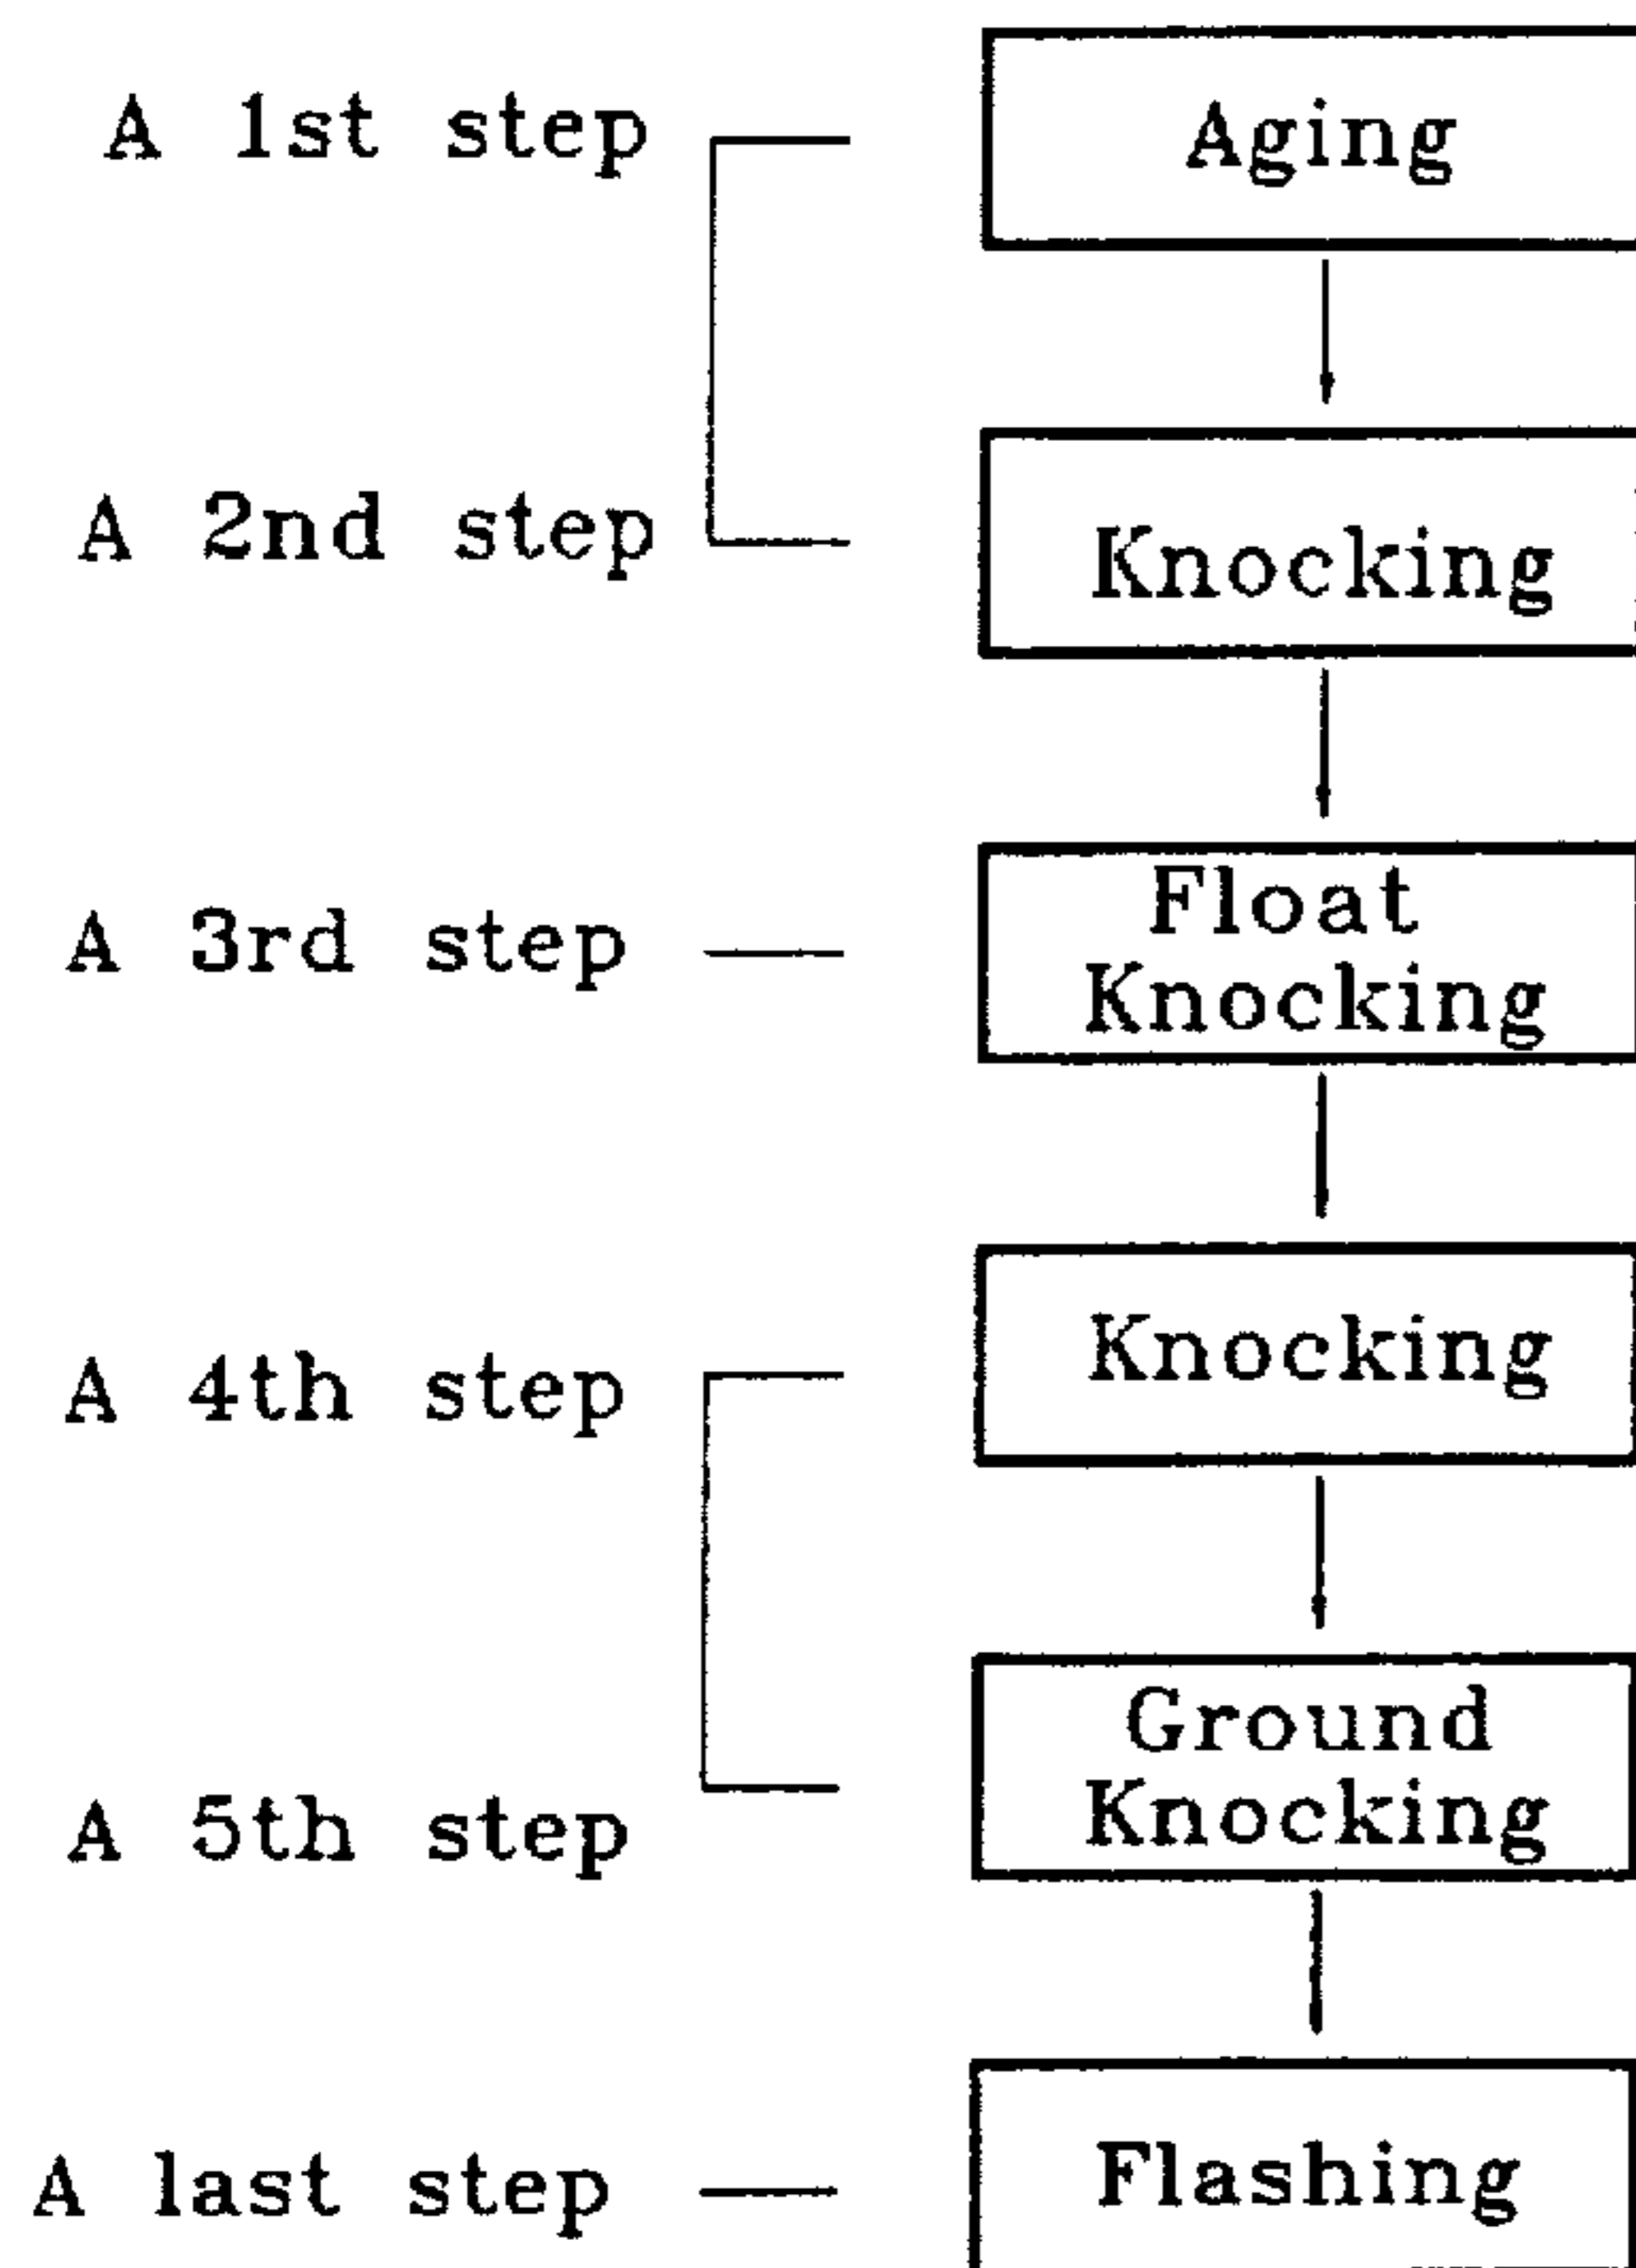 A 1st step
Aging
A 2nd step
Knocking
A 3rd step
Float
Knocking
A 4th step
Knocking
A 5th step
Ground
Knocking
A last step
Flashing